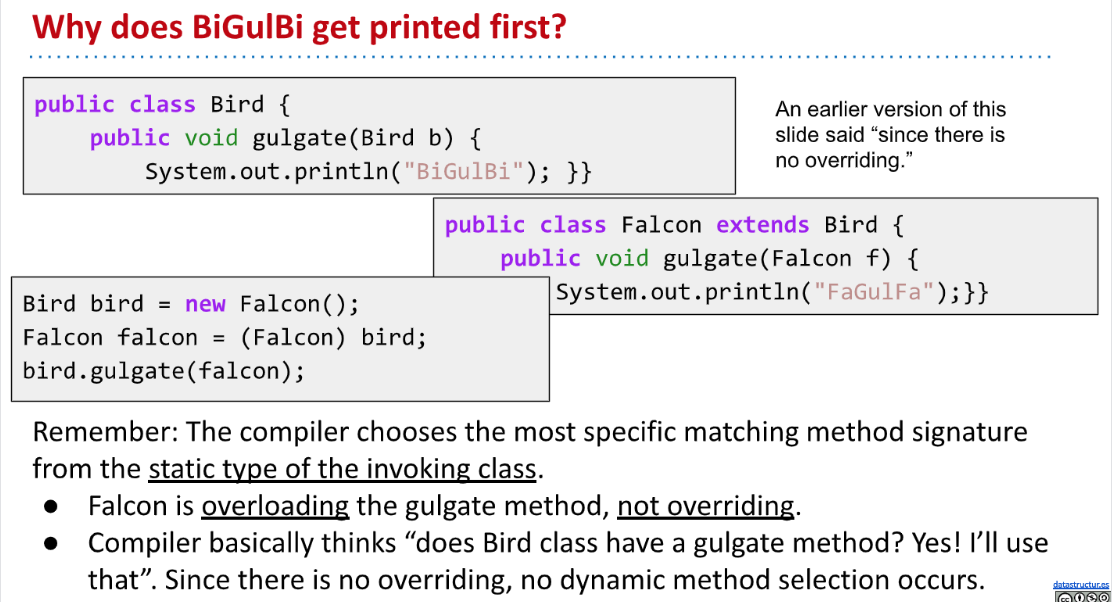 Why does BiGulBi get printed first?
public class Bird {
public void gulgate(Bird b) {
System.out.println("BiGulBi"); }}
An earlier version of this
slide said “since there is
no overriding.”
public class Falcon extends Bird {
public void gulgate(Falcon f) {
System.out.println("FaGulFa");}}
Bird bird = new Falcon();
Falcon falcon = (Falcon) bird;
bird.gulgate(falcon);
Remember: The compiler chooses the most specific matching method signature
from the static type of the invoking class.
● Falcon is overloading the gulgate method, not overriding.
● Compiler basically thinks “does Bird class have a gulgate method? Yes! I’ll use
that”. Since there is no overriding, no dynamic method selection occurs.
datastructur.es